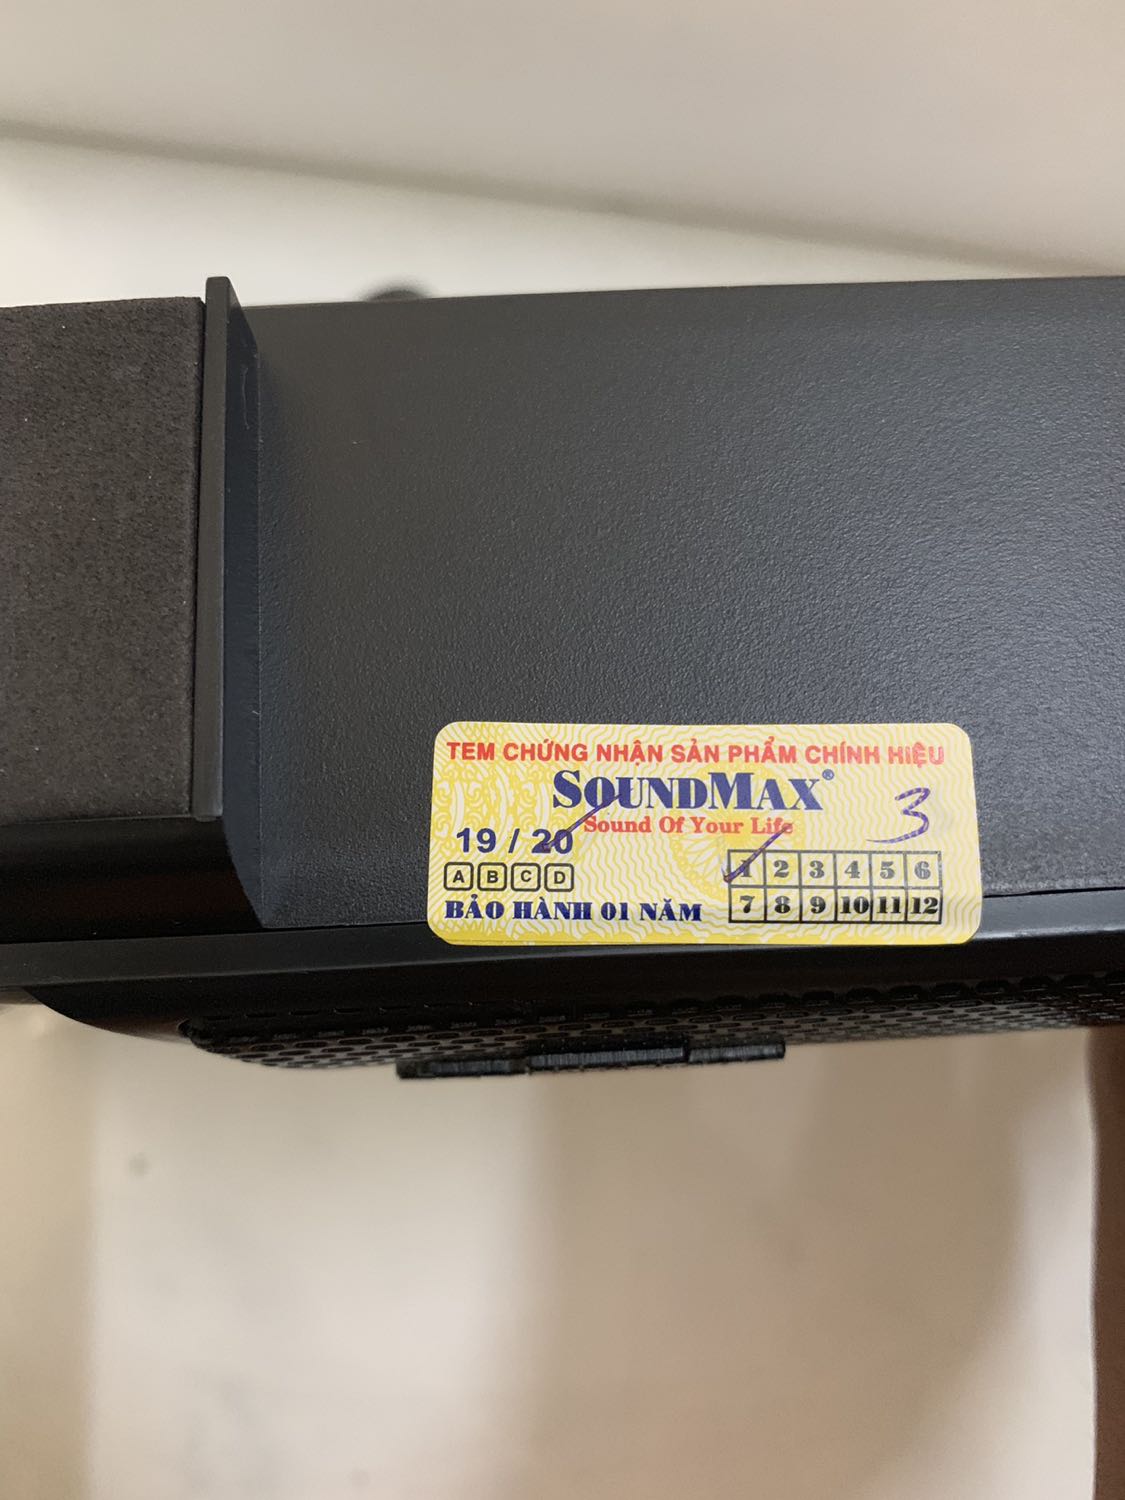 TEM CHỨNG NHẬN SẢN PHẨM CHÍNH HIỆU
SOUNDMAX®
Sound Of Your Life
3
19 / 20
A B C D
1 2 3 4 5 6
7 8 9 10 11 12
BẢO HÀNH 01 NĂM